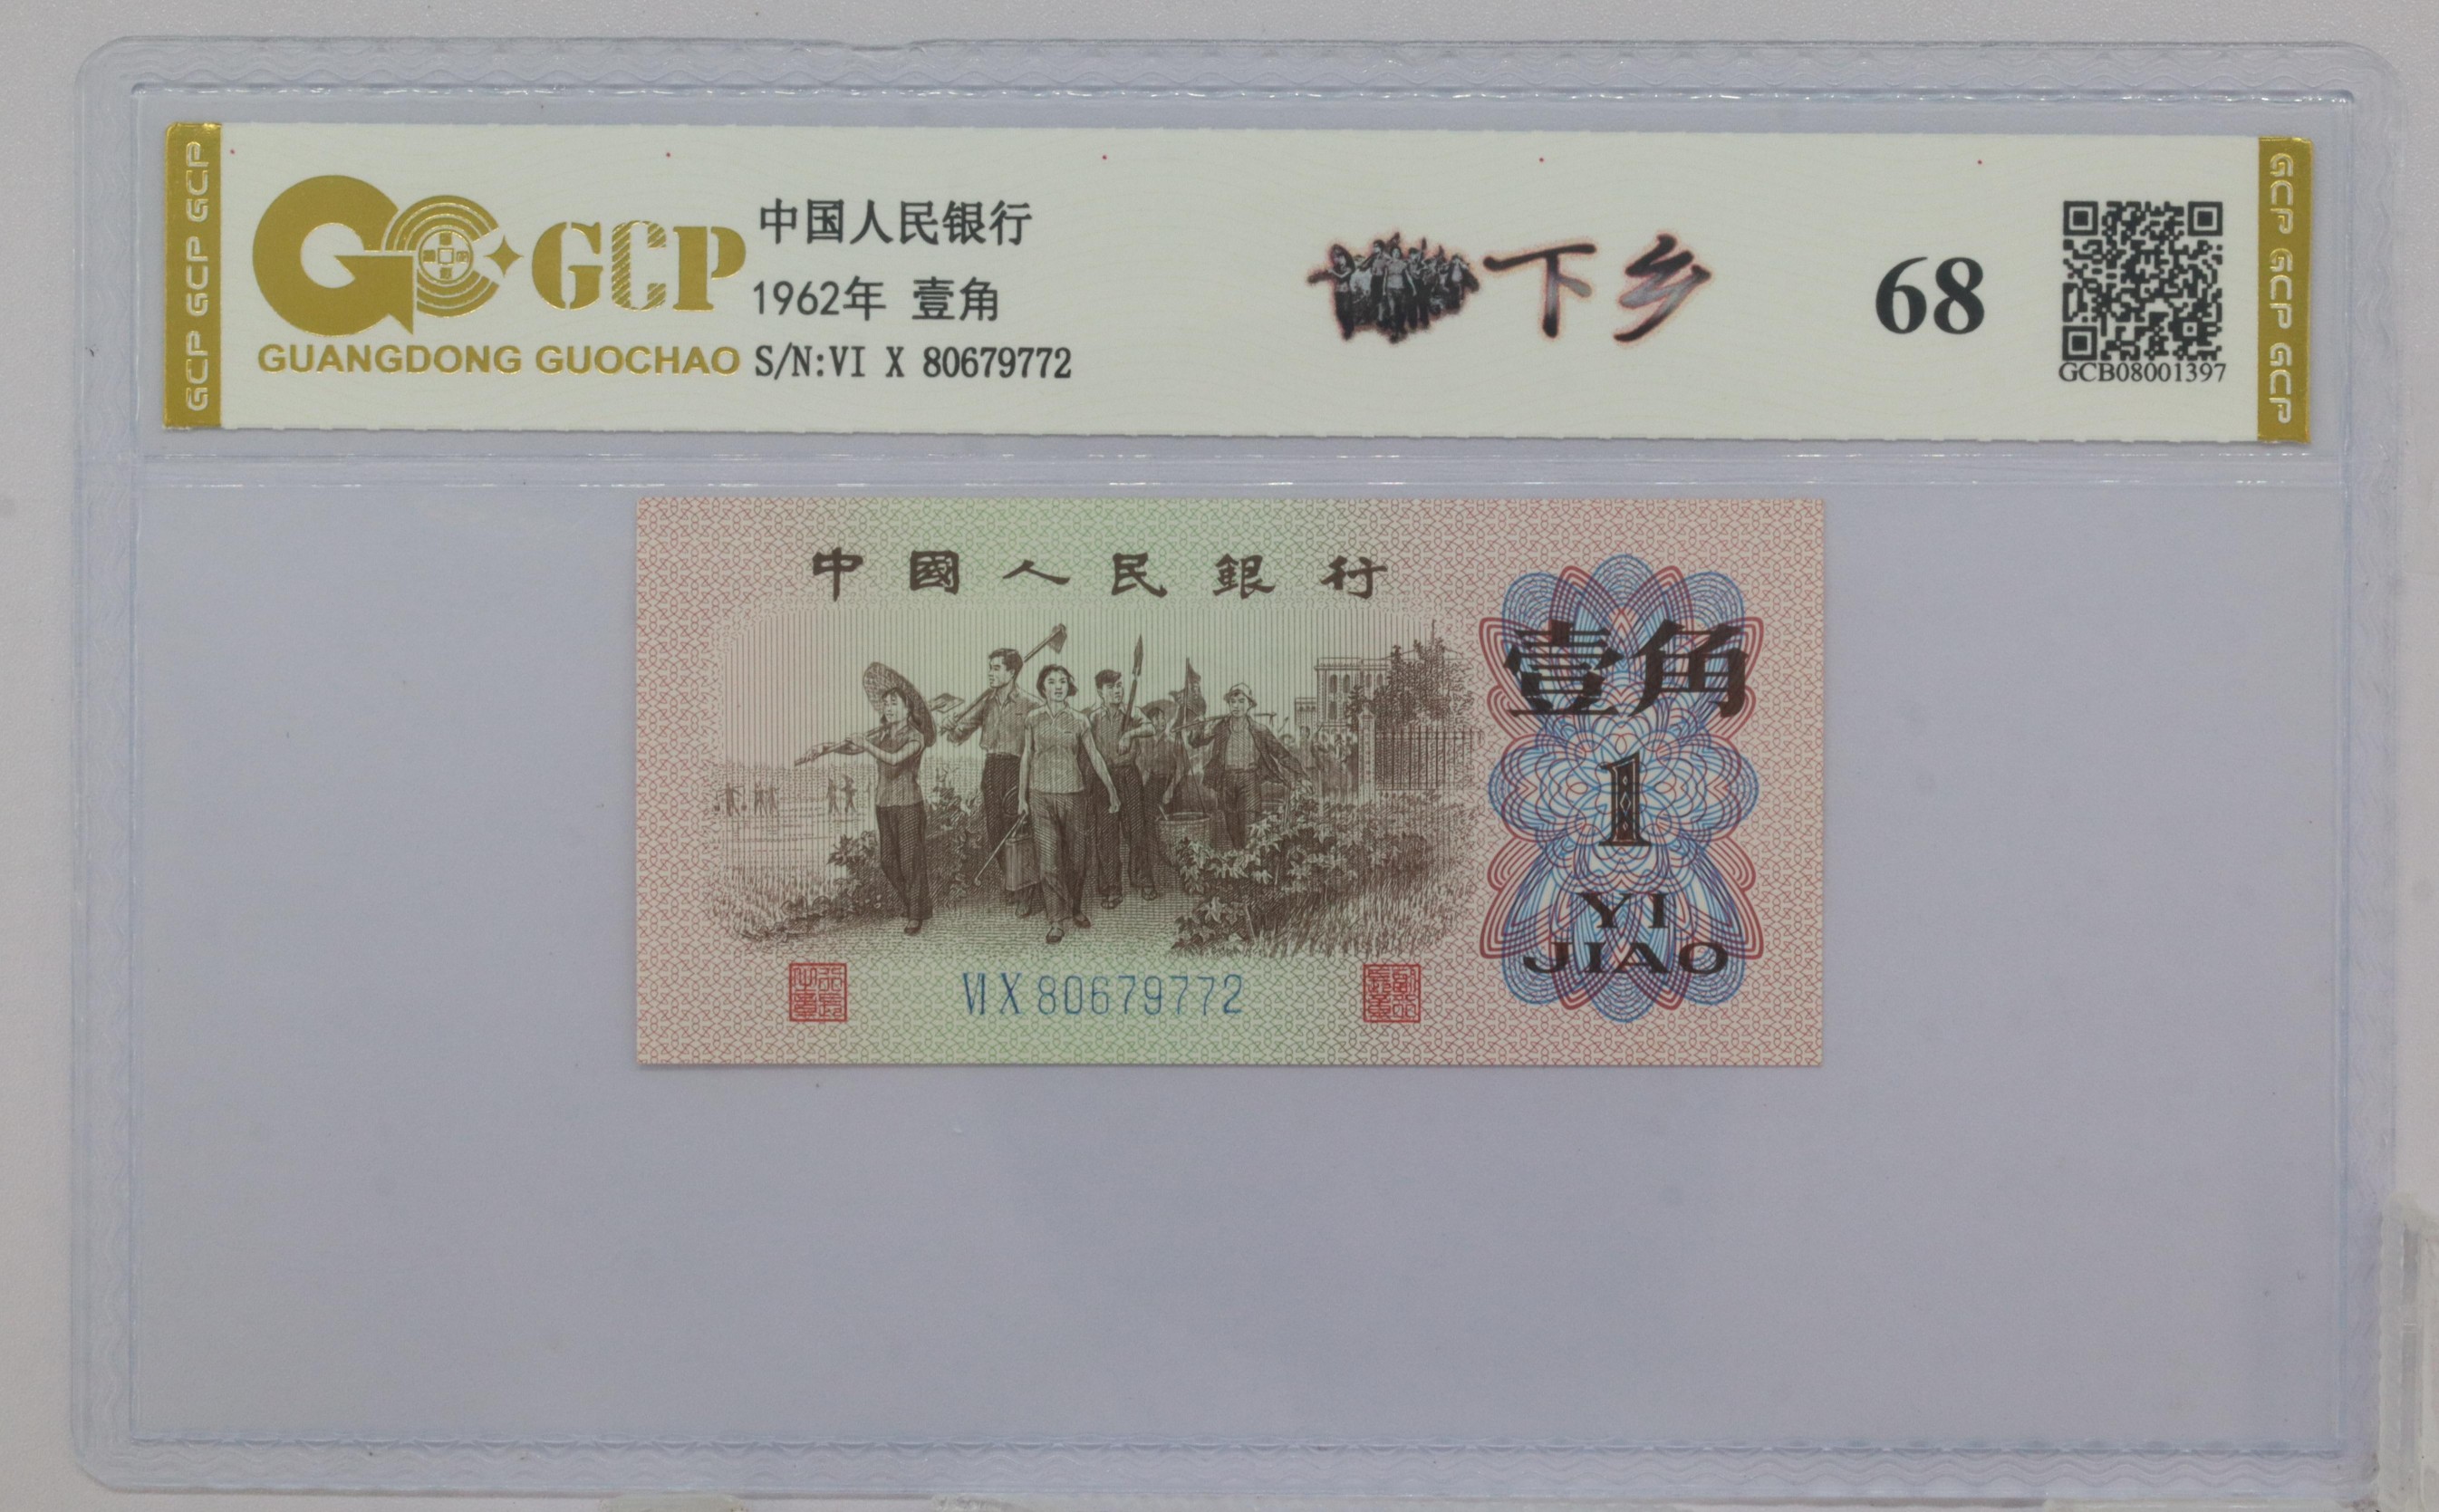 GCP GCP GCP
GCP
GUANGDONG GUOCHAO
中国人民银行
1962年 壹角
S/N:VI X 80679772
下乡
68
GCB08001397
GCP GCP GCP
中國人民銀行
壹角
1
YI
JIAO
VI X 80679772